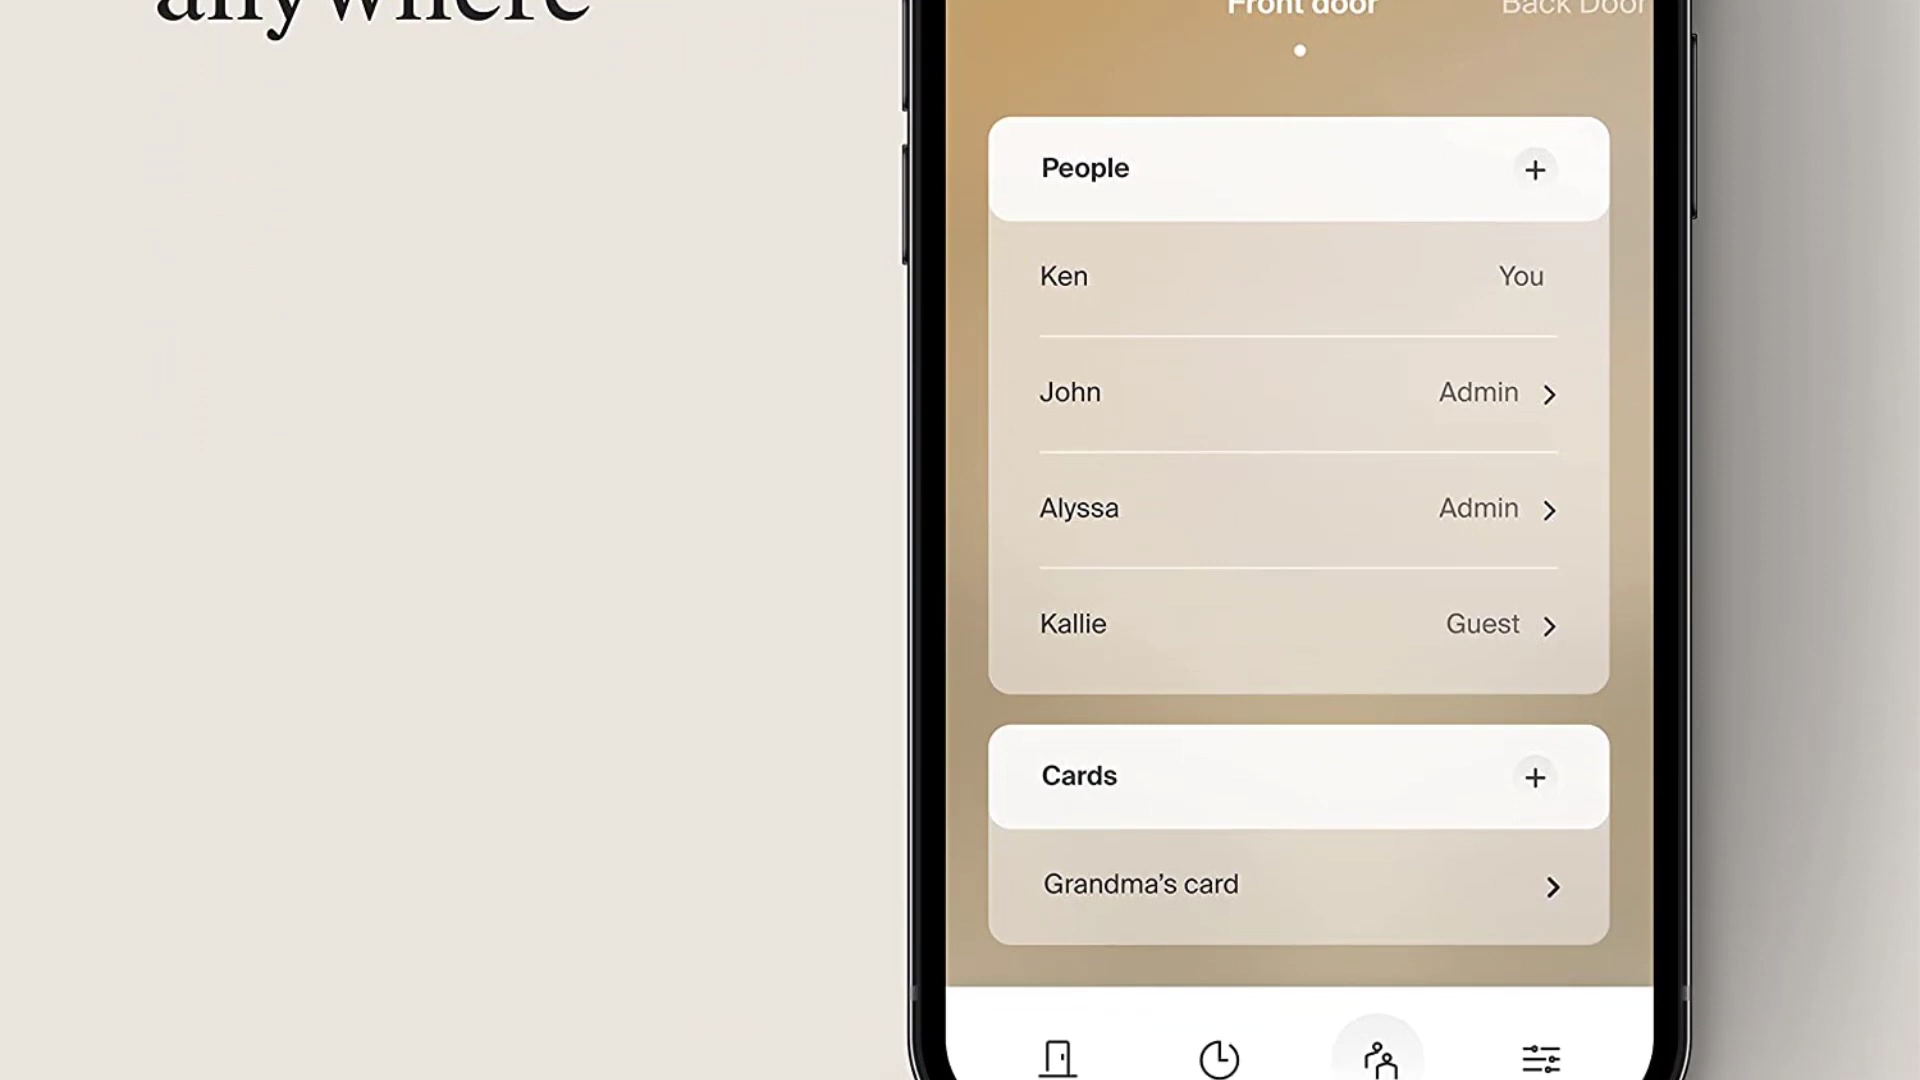 anywhere
Front door
Back Door
People
+
Ken
You
John
Admin
Alyssa
Admin
Kallie
Guest
Cards
+
Grandma's card